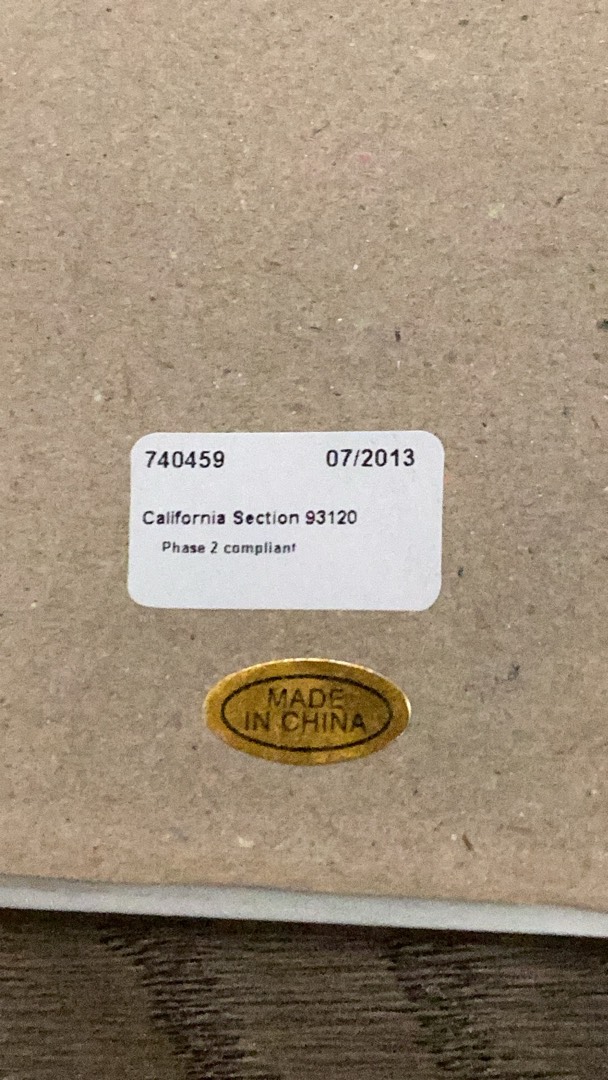 740459 07/2013
California Section 93120
Phase 2 compliant
MADE
IN CHINA